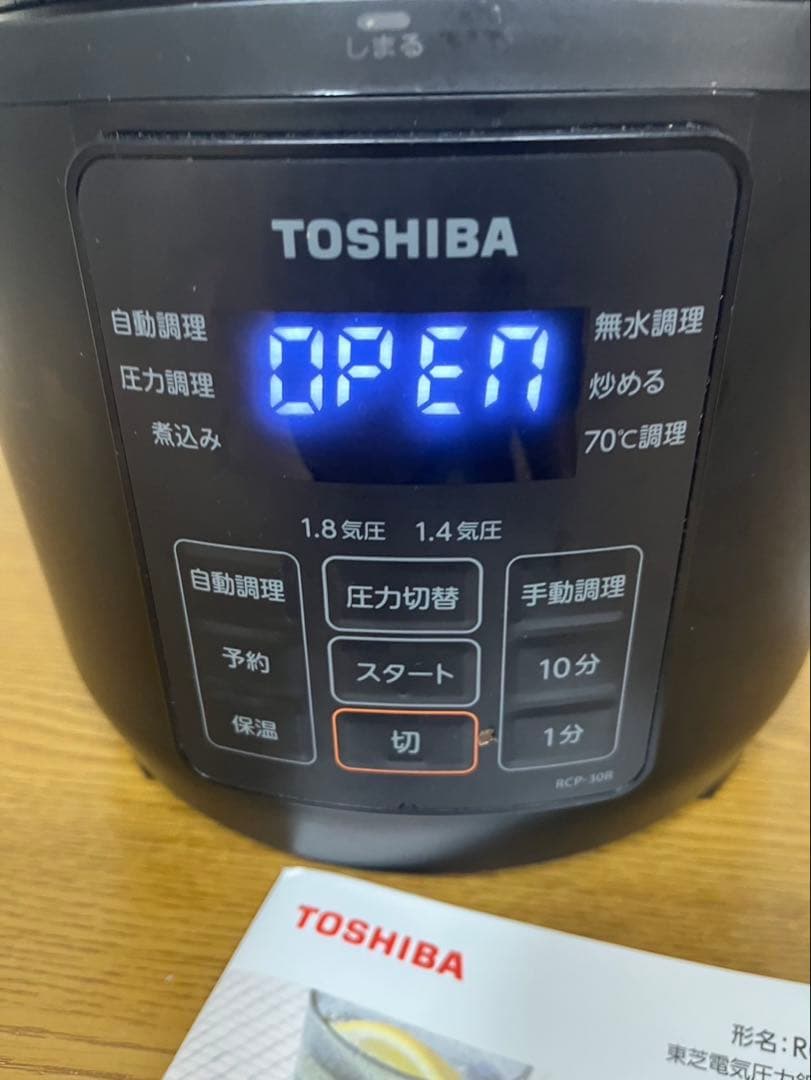 しまる
TOSHIBA
自動調理
OPEN
無水調理
圧力調理
炒める
煮込み
70℃調理
1.8気圧 1.4気圧
自動調理
圧力切替
手動調理
予約
スタート
10分
保温
切
1分
RCP-30R
TOSHIBA
形名:R
東芝電気圧力鍋